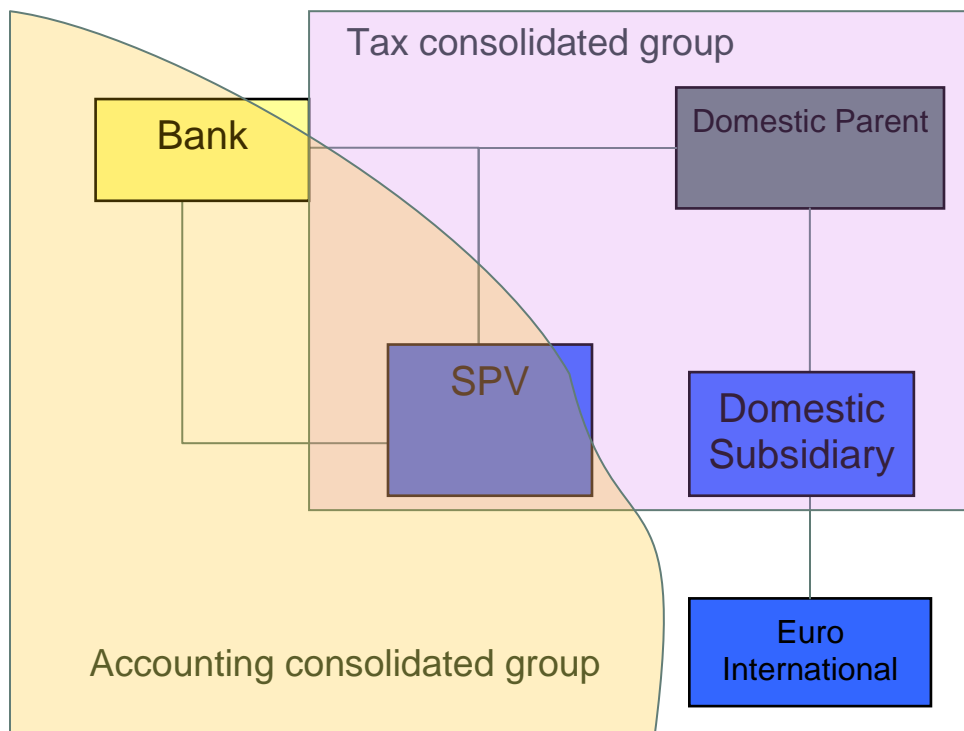 Tax consolidated group
Bank
Domestic Parent
SPV
Domestic
Subsidiary
Euro
International
Accounting consolidated group